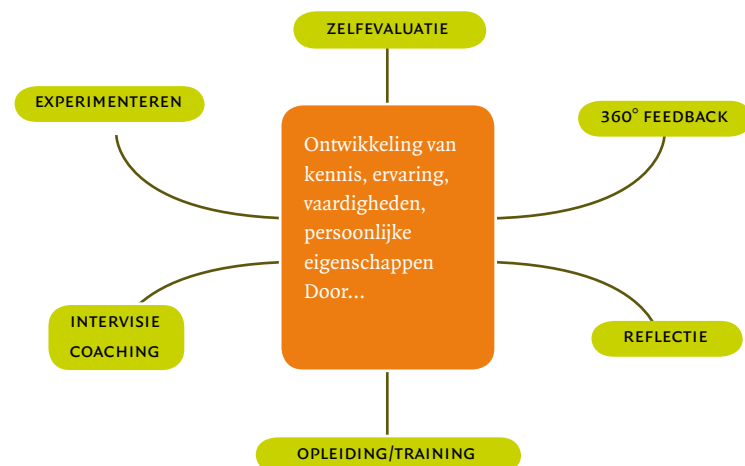 ZELFEVALUATIE
EXPERIMENTEREN
360° FEEDBACK
Ontwikkeling van
kennis, ervaring,
vaardigheden,
persoonlijke
eigenschappen
Door...
INTERVISIE
COACHING
REFLECTIE
OPLEIDING/TRAINING